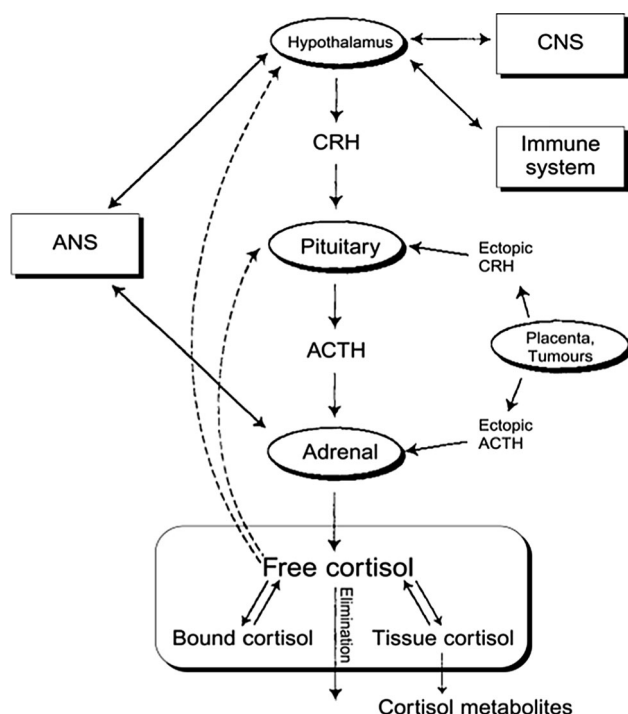 Hypothalamus
CNS
CRH
Immune
system
ANS
Pituitary
Ectopic
CRH
ACTH
Placenta,
Tumours
Ectopic
ACTH
Adrenal
Free cortisol
Elimination
Bound cortisol
Tissue cortisol
Cortisol metabolites